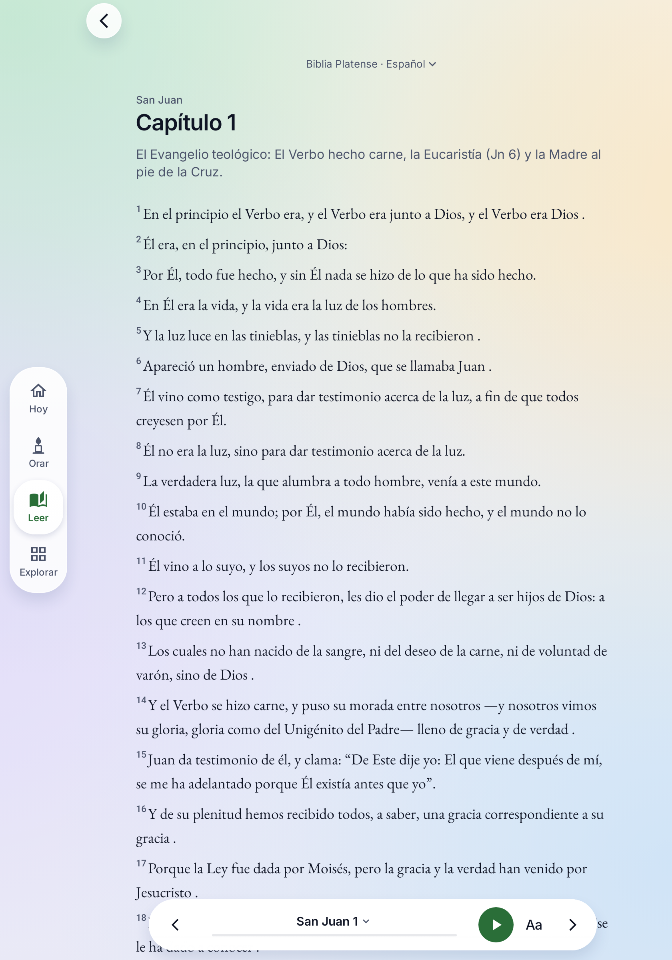 Biblia Platense · Español
San Juan
Capítulo 1
El Evangelio teológico: El Verbo hecho carne, la Eucaristía (Jn 6) y la Madre al
pie de la Cruz.
1 En el principio el Verbo era, y el Verbo era junto a Dios, y el Verbo era Dios .
2 Él era, en el principio, junto a Dios:
3 Por Él, todo fue hecho, y sin Él nada se hizo de lo que ha sido hecho.
4 En Él era la vida, y la vida era la luz de los hombres.
5 Y la luz luce en las tinieblas, y las tinieblas no la recibieron .
6 Apareció un hombre, enviado de Dios, que se llamaba Juan .
7 Él vino como testigo, para dar testimonio acerca de la luz, a fin de que todos
creyesen por Él.
8 Él no era la luz, sino para dar testimonio acerca de la luz.
9 La verdadera luz, la que alumbra a todo hombre, venía a este mundo.
10 Él estaba en el mundo; por Él, el mundo había sido hecho, y el mundo no lo
conoció.
11 Él vino a lo suyo, y los suyos no lo recibieron.
12 Pero a todos los que lo recibieron, les dio el poder de llegar a ser hijos de Dios: a
los que creen en su nombre .
13 Los cuales no han nacido de la sangre, ni del deseo de la carne, ni de voluntad de
varón, sino de Dios .
14 Y el Verbo se hizo carne, y puso su morada entre nosotros —y nosotros vimos
su gloria, gloria como del Unigénito del Padre— lleno de gracia y de verdad .
15 Juan da testimonio de él, y clama: “De Este dije yo: El que viene después de mí,
se me ha adelantado porque Él existía antes que yo”.
16 Y de su plenitud hemos recibido todos, a saber, una gracia correspondiente a su
gracia .
17 Porque la Ley fue dada por Moisés, pero la gracia y la verdad han venido por
Jesucristo .
18 se
le
Hoy
Orar
Leer
Explorar
San Juan 1
Aa